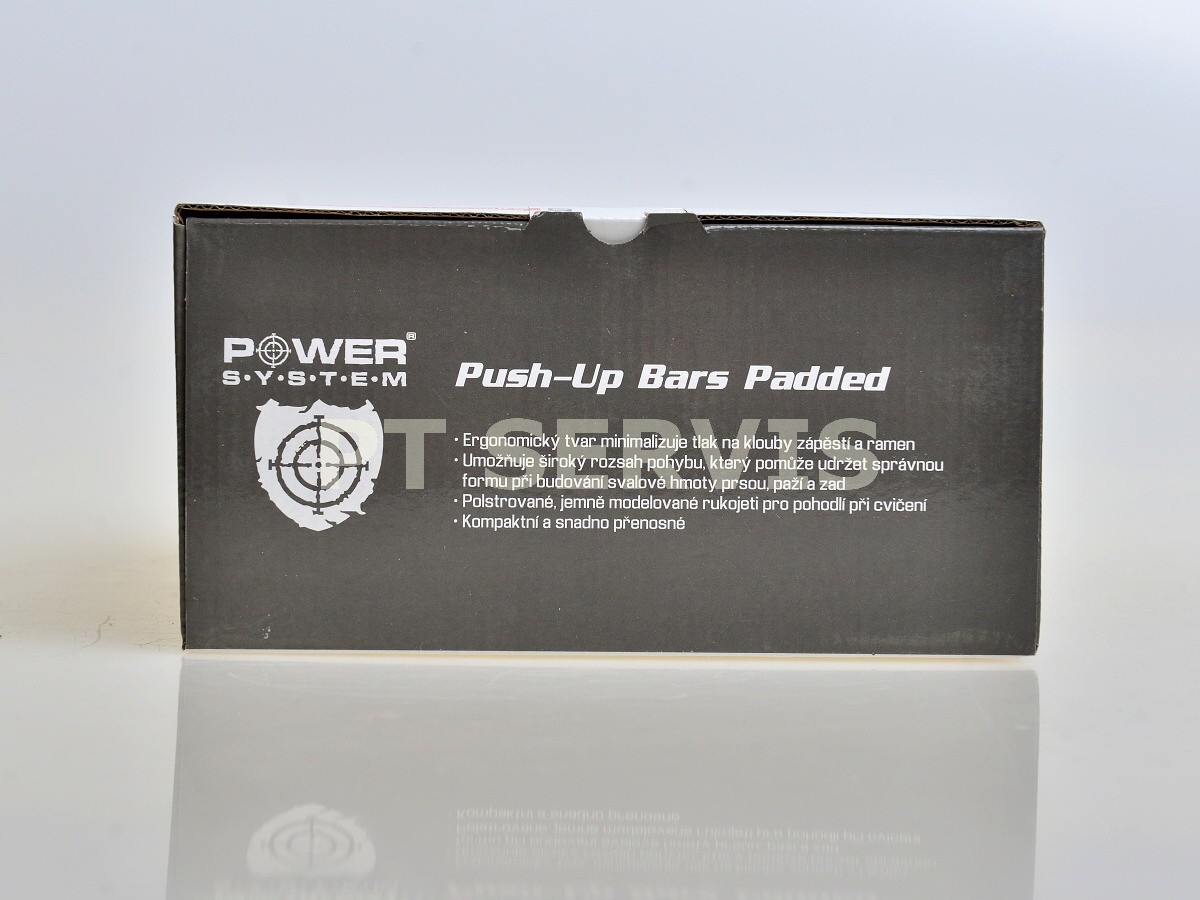 POWER®
S·Y·S·T·E·M
Push-Up Bars Padded
PT SERVIS
· Ergonomický tvar minimalizuje tlak na klouby zápěstí a ramen
· Umožňuje široký rozsah pohybu, který pomůže udržet správnou
formu při budování svalové hmoty prsou, paží a zad
· Polstrované, jemně modelované rukojeti pro pohodlí při cvičení
· Kompaktní a snadno přenosné